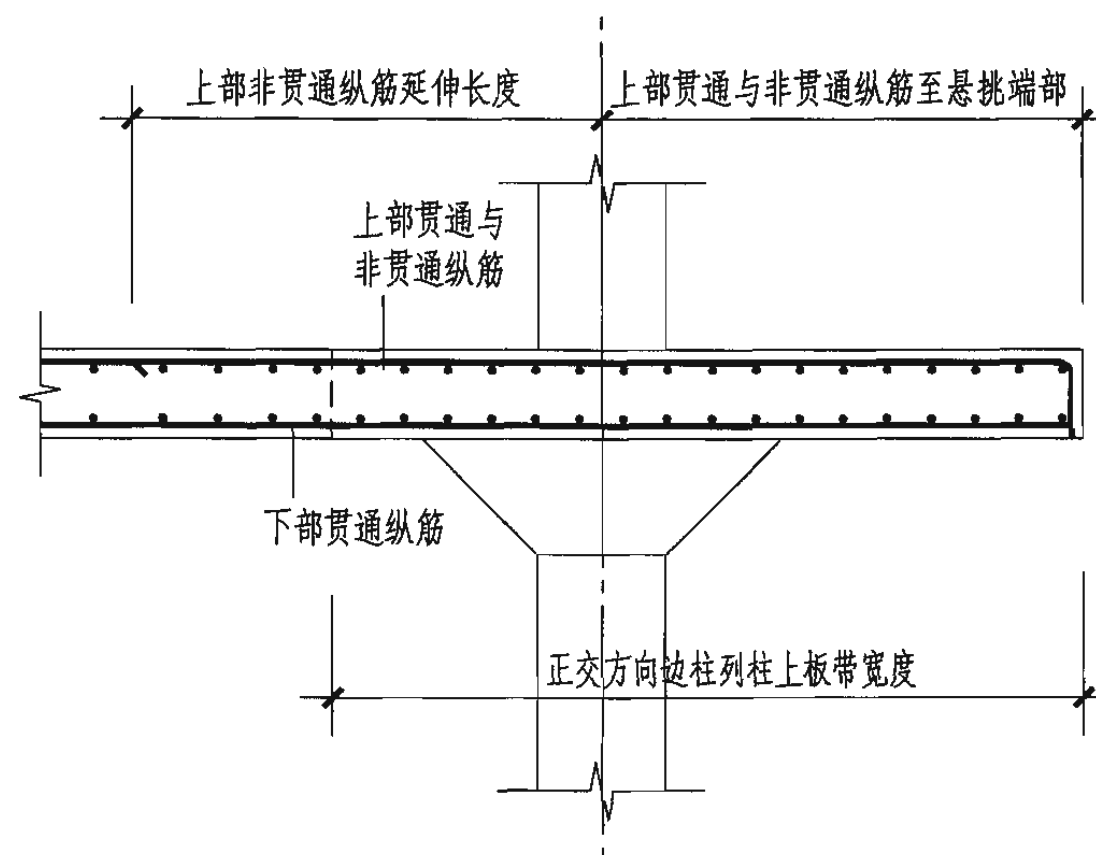 上部非贯通纵筋延伸长度
上部贯通与非贯通纵筋至悬挑端部
上部贯通与
非贯通纵筋
下部贯通纵筋
正交方向边柱列柱上板带宽度